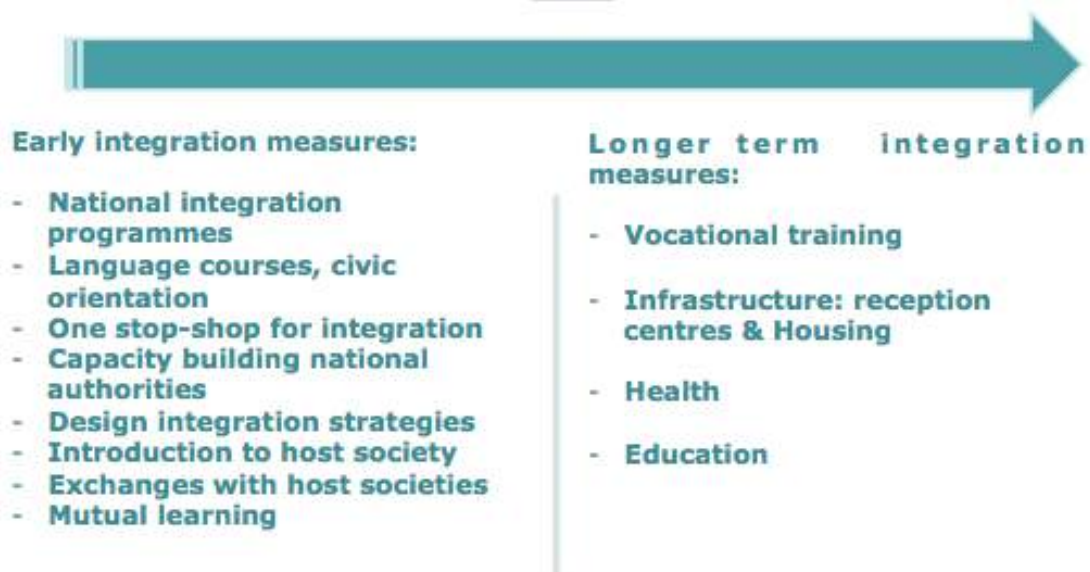 Early integration measures:
- National integration
programmes
- Language courses, civic
orientation
- One stop-shop for integration
- Capacity building national
authorities
- Design integration strategies
- Introduction to host society
- Exchanges with host societies
- Mutual learning
Longer term integration
measures:
- Vocational training
- Infrastructure: reception
centres & Housing
- Health
- Education